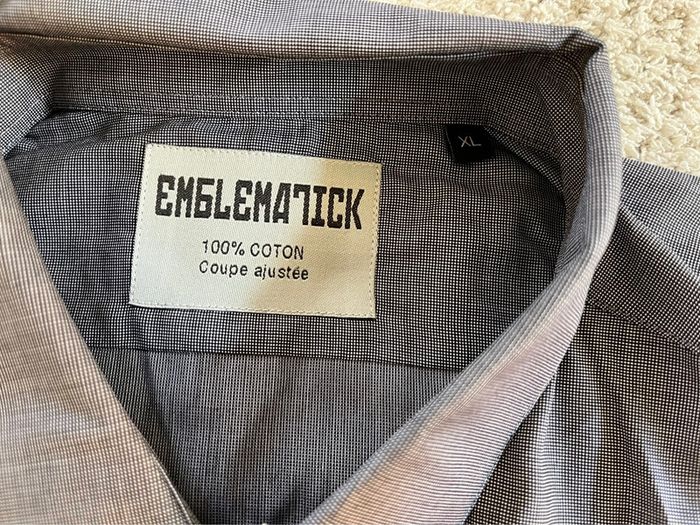 EMBLEMATICK
100% COTON
Coupe ajustée
XL